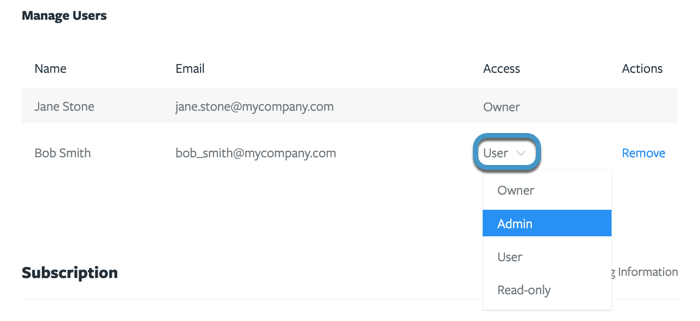 Manage Users
Name Email Access Actions
Jane Stone jane.stone@mycompany.com Owner
Bob Smith bob_smith@mycompany.com User Remove
Owner
Admin
User
Subscription Information
Read-only